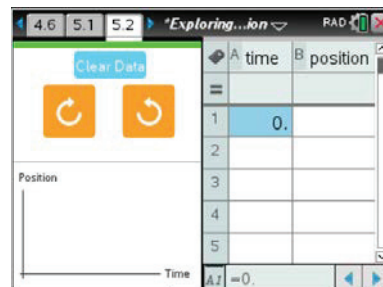 4.6 5.1 5.2 *Exploring...ion RAD
Clear Data
Position
Time
A time B position
=
1 0.
2
3
4
5
A1 =0.